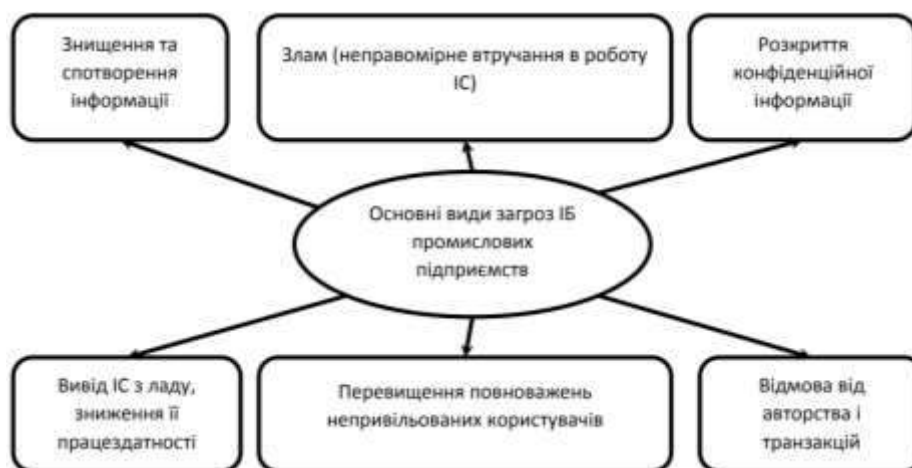 Знищення та
спотворення
інформації
Злам (неправомірне втручання в роботу
ІС)
Розкриття
конфіденційної
інформації
Основні види загроз ІБ
промислових
підприємств
Вивід ІС з ладу,
зниження її
працездатності
Перевищення повноважень
непривільованих користувачів
Відмова від
авторства і
транзакцій